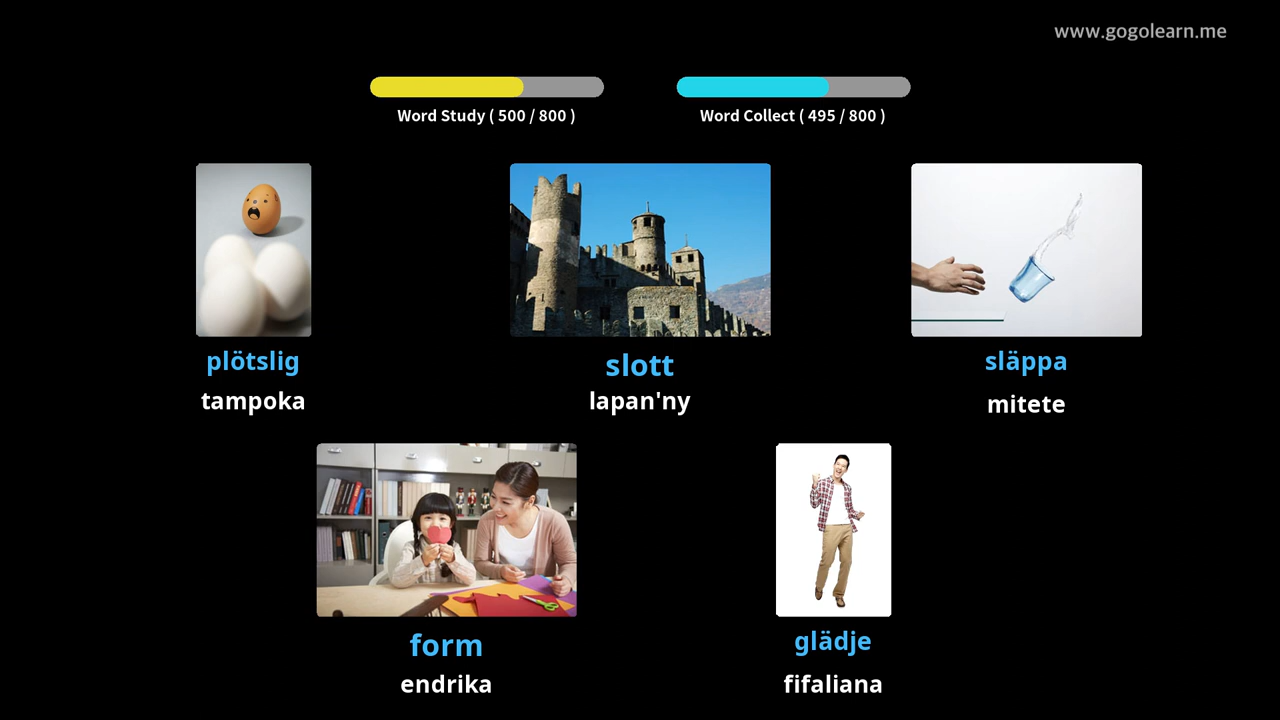 www.gogolearn.me
Word Study ( 500 / 800 )
Word Collect ( 495 / 800 )
plötslig
tampoka
slott
lapan'ny
släppa
mitete
form
endrika
glädje
fifaliana